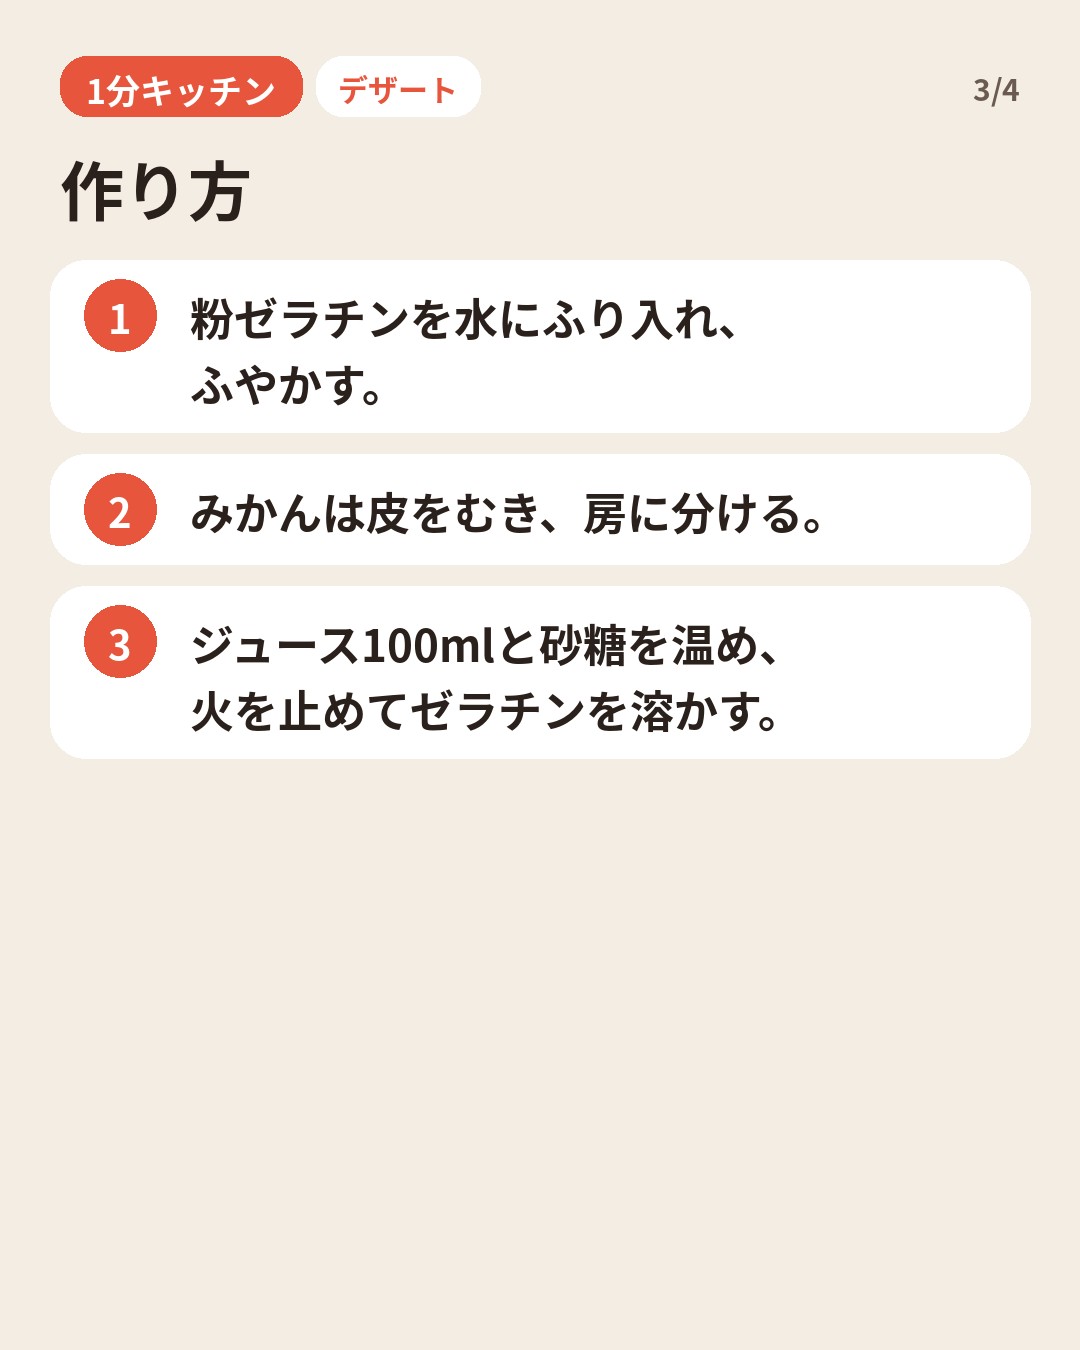 1分キッチン デザート 3/4
作り方
1 粉ゼラチンを水にふり入れ、
ふやかす。
2 みかんは皮をむき、房に分ける。
3 ジュース100mlと砂糖を温め、
火を止めてゼラチンを溶かす。